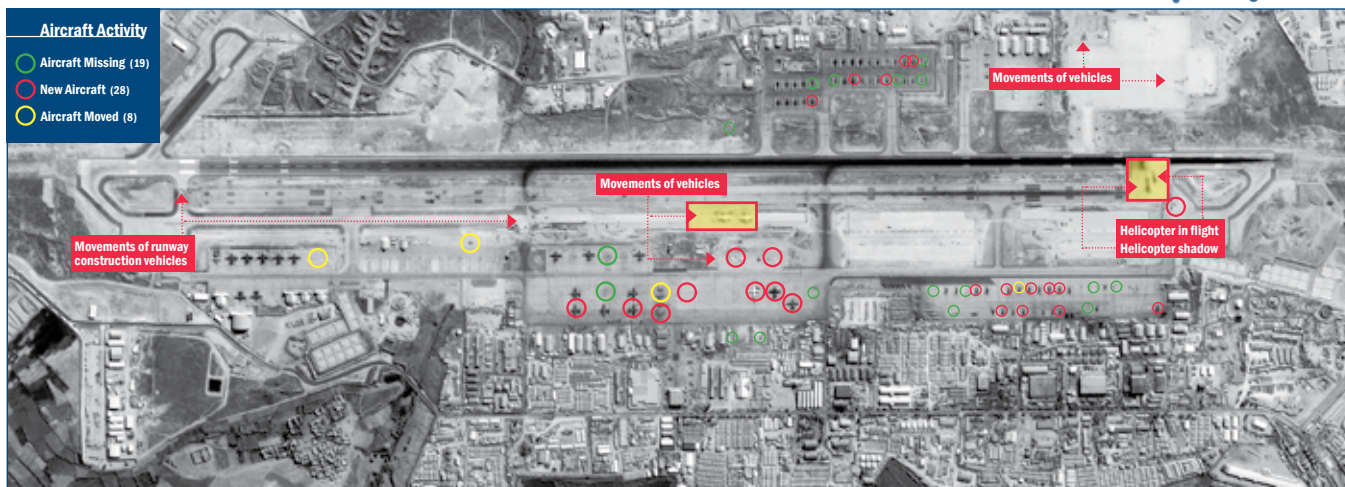 Aircraft Activity
Aircraft Missing (19)
New Aircraft (28)
Aircraft Moved (8)
Movements of vehicles
Movements of vehicles
Movements of runway
construction vehicles
Helicopter in flight
Helicopter shadow